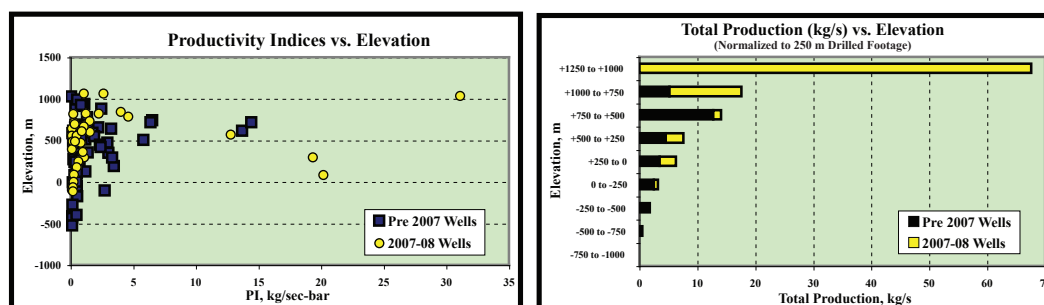 Productivity Indices vs. Elevation
1500
1000
500
0
-500
-1000
Elevation, m
0
5
10
15
20
25
30
35
PI, kg/sec-bar
Pre 2007 Wells
2007-08 Wells
Total Production (kg/s) vs. Elevation
(Normalized to 250 m Drilled Footage)
+1250 to +1000
+1000 to +750
+750 to +500
+500 to +250
+250 to 0
0 to -250
-250 to -500
-500 to -750
-750 to -1000
Elevation, m
0
10
20
30
40
50
60
Total Production, kg/s
Pre 2007 Wells
2007-08 Wells